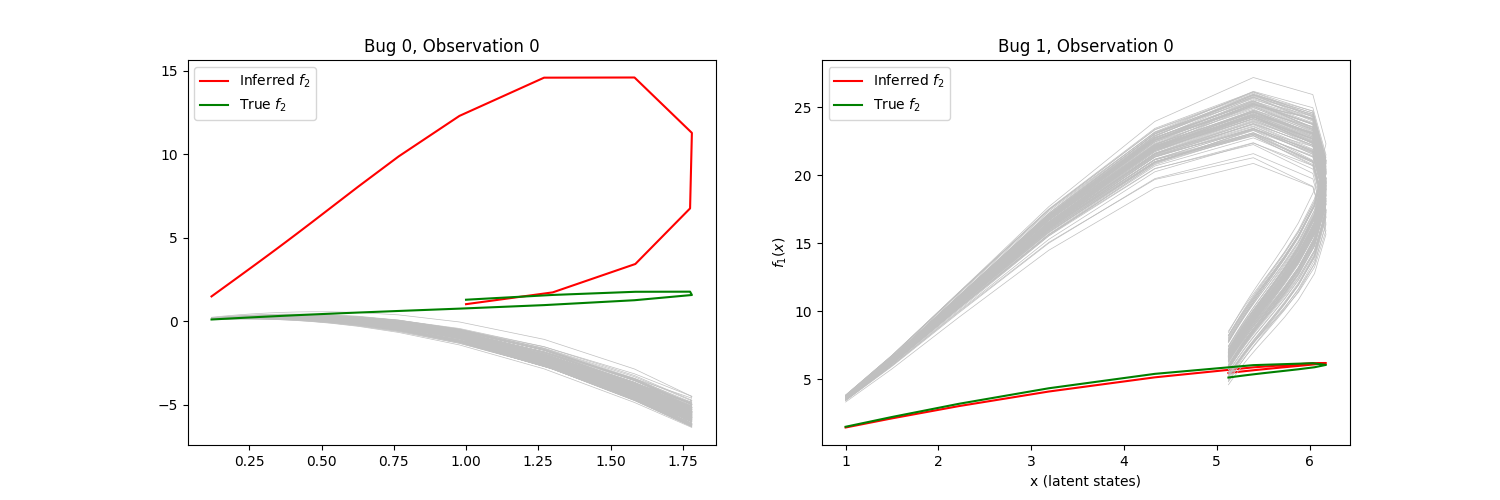 Bug 0, Observation 0
Inferred f₂
True f₂
15
10
5
0
−5
0.25 0.50 0.75 1.00 1.25 1.50 1.75
Bug 1, Observation 0
Inferred f₂
True f₂
25
20
15
10
5
f₁(x)
1 2 3 4 5 6
x (latent states)